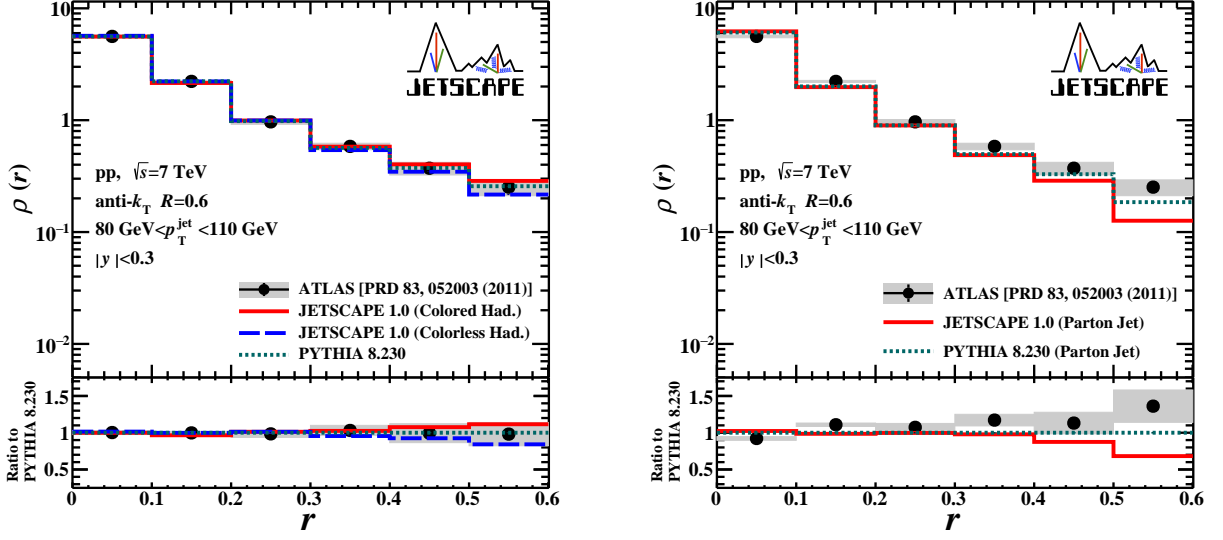 10
1
10⁻¹
10⁻²
ρ (r)
JETSCAPE
pp, √s=7 TeV
anti-k_T R=0.6
80 GeV<p_T^jet <110 GeV
|y|<0.3
ATLAS [PRD 83, 052003 (2011)]
JETSCAPE 1.0 (Colored Had.)
JETSCAPE 1.0 (Colorless Had.)
PYTHIA 8.230
Ratio to
PYTHIA 8.230
1.5
1
0.5
0 0.1 0.2 0.3 0.4 0.5 0.6
r
10
1
10⁻¹
10⁻²
ρ (r)
JETSCAPE
pp, √s=7 TeV
anti-k_T R=0.6
80 GeV<p_T^jet <110 GeV
|y|<0.3
ATLAS [PRD 83, 052003 (2011)]
JETSCAPE 1.0 (Parton Jet)
PYTHIA 8.230 (Parton Jet)
Ratio to
PYTHIA 8.230
1.5
1
0.5
0 0.1 0.2 0.3 0.4 0.5 0.6
r